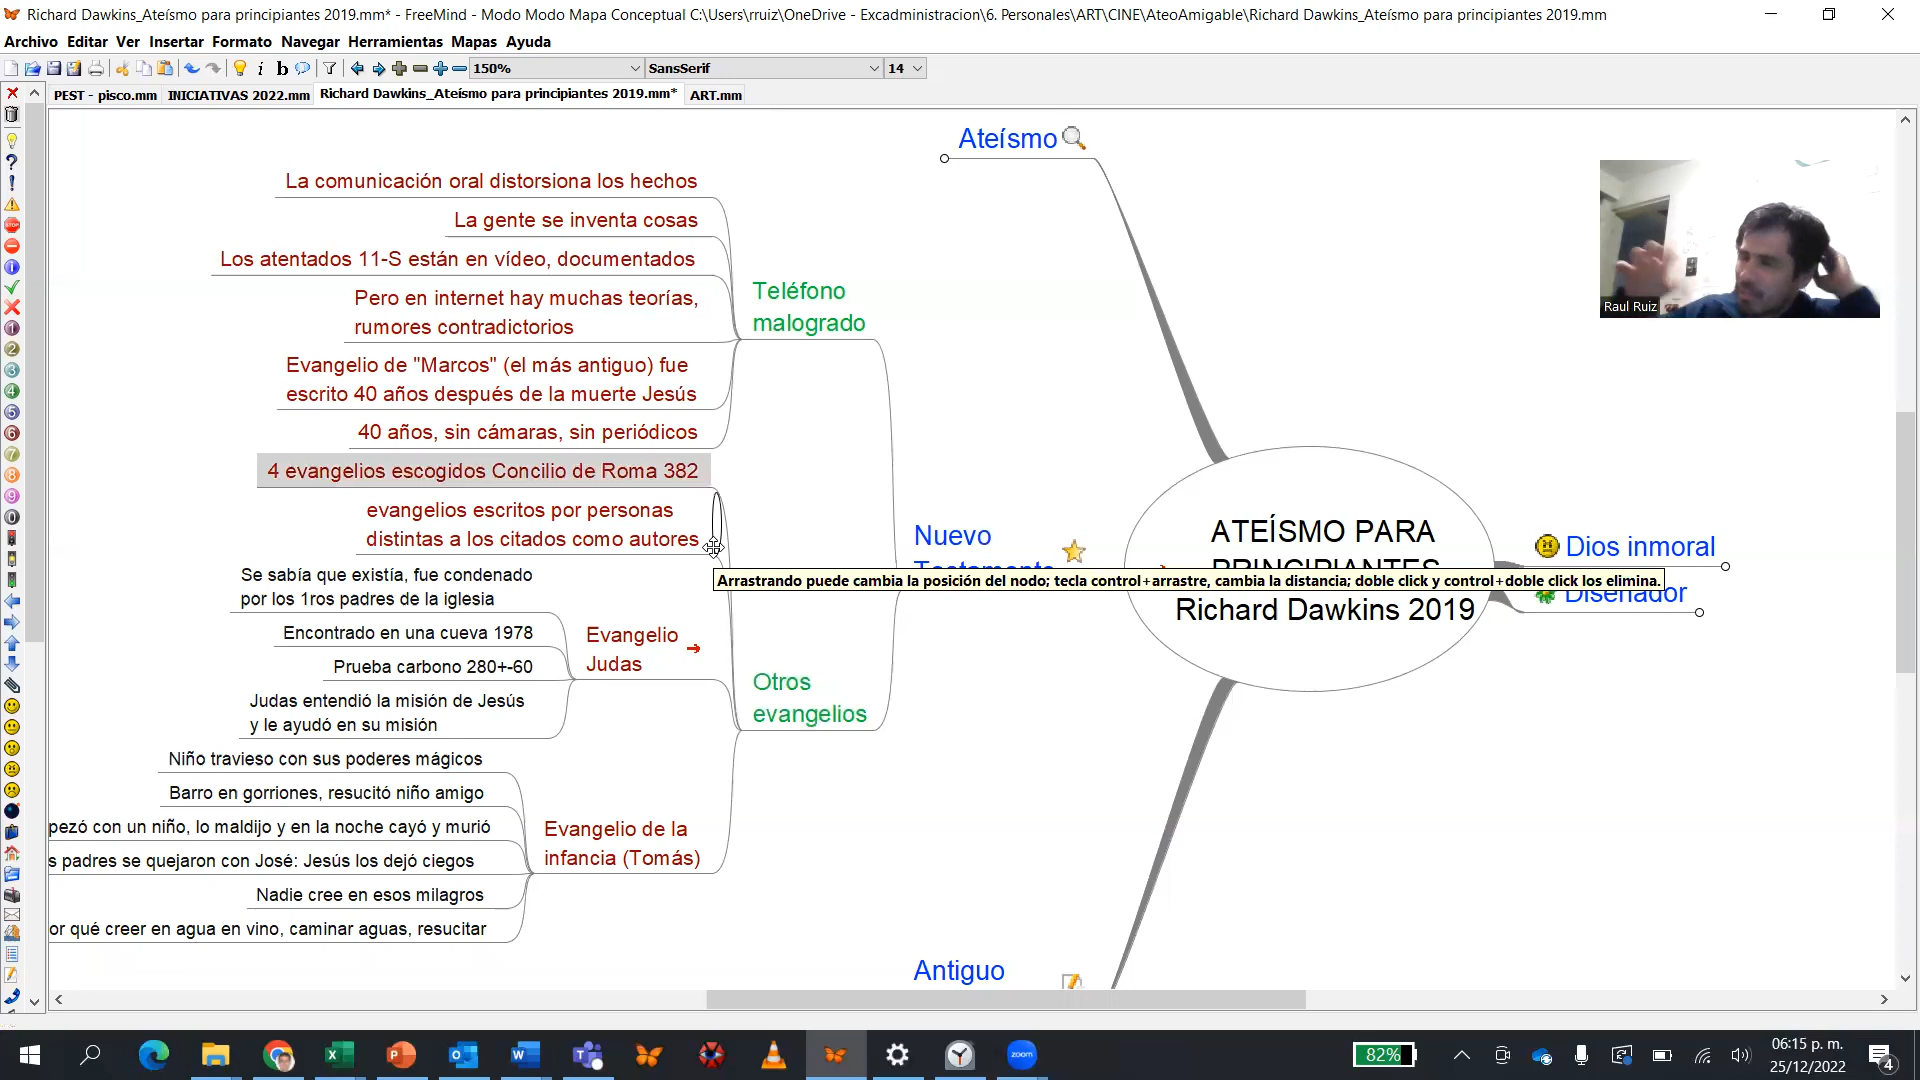 Richard Dawkins_Ateísmo para principiantes 2019.mm* - FreeMind - Modo Modo Mapa Conceptual C:\Users\rruiz\OneDrive - Excadministracion\6. Personales\ART\CINE\AteoAmigable\Richard Dawkins_Ateísmo para principiantes 2019.mm
Archivo Editar Ver Insertar Formato Navegar Herramientas Mapas Ayuda
150% SansSerif 14
PEST - pisco.mm INICIATIVAS 2022.mm Richard Dawkins_Ateísmo para principiantes 2019.mm* ART.mm
Ateísmo
La comunicación oral distorsiona los hechos
La gente se inventa cosas
Los atentados 11-S están en vídeo, documentados
Pero en internet hay muchas teorías,
rumores contradictorios
Evangelio de "Marcos" (el más antiguo) fue
escrito 40 años después de la muerte Jesús
40 años, sin cámaras, sin periódicos
Teléfono
malogrado
4 evangelios escogidos Concilio de Roma 382
evangelios escritos por personas
distintas a los citados como autores
Se sabía que existía, fue condenado
por los 1ros padres de la iglesia
Encontrado en una cueva 1978
Prueba carbono 280+-60
Judas entendió la misión de Jesús
y le ayudó en su misión
Evangelio
Judas
Niño travieso con sus poderes mágicos
Barro en gorriones, resucitó niño amigo
pezó con un niño, lo maldijo y en la noche cayó y murió
s padres se quejaron con José: Jesús los dejó ciegos
Nadie cree en esos milagros
or qué creer en agua en vino, caminar aguas, resucitar
Evangelio de la
infancia (Tomás)
Otros
evangelios
Nuevo
Testamento
Arrastrando puede cambia la posición del nodo; tecla control+arrastre, cambia la distancia; doble click y control+doble click los elimina.
ATEÍSMO PARA
PRINCIPIANTES
Richard Dawkins 2019
Dios inmoral
Diseñador
Antiguo
Raul Ruiz
82%
zoom
06:15 p. m.
25/12/2022
4